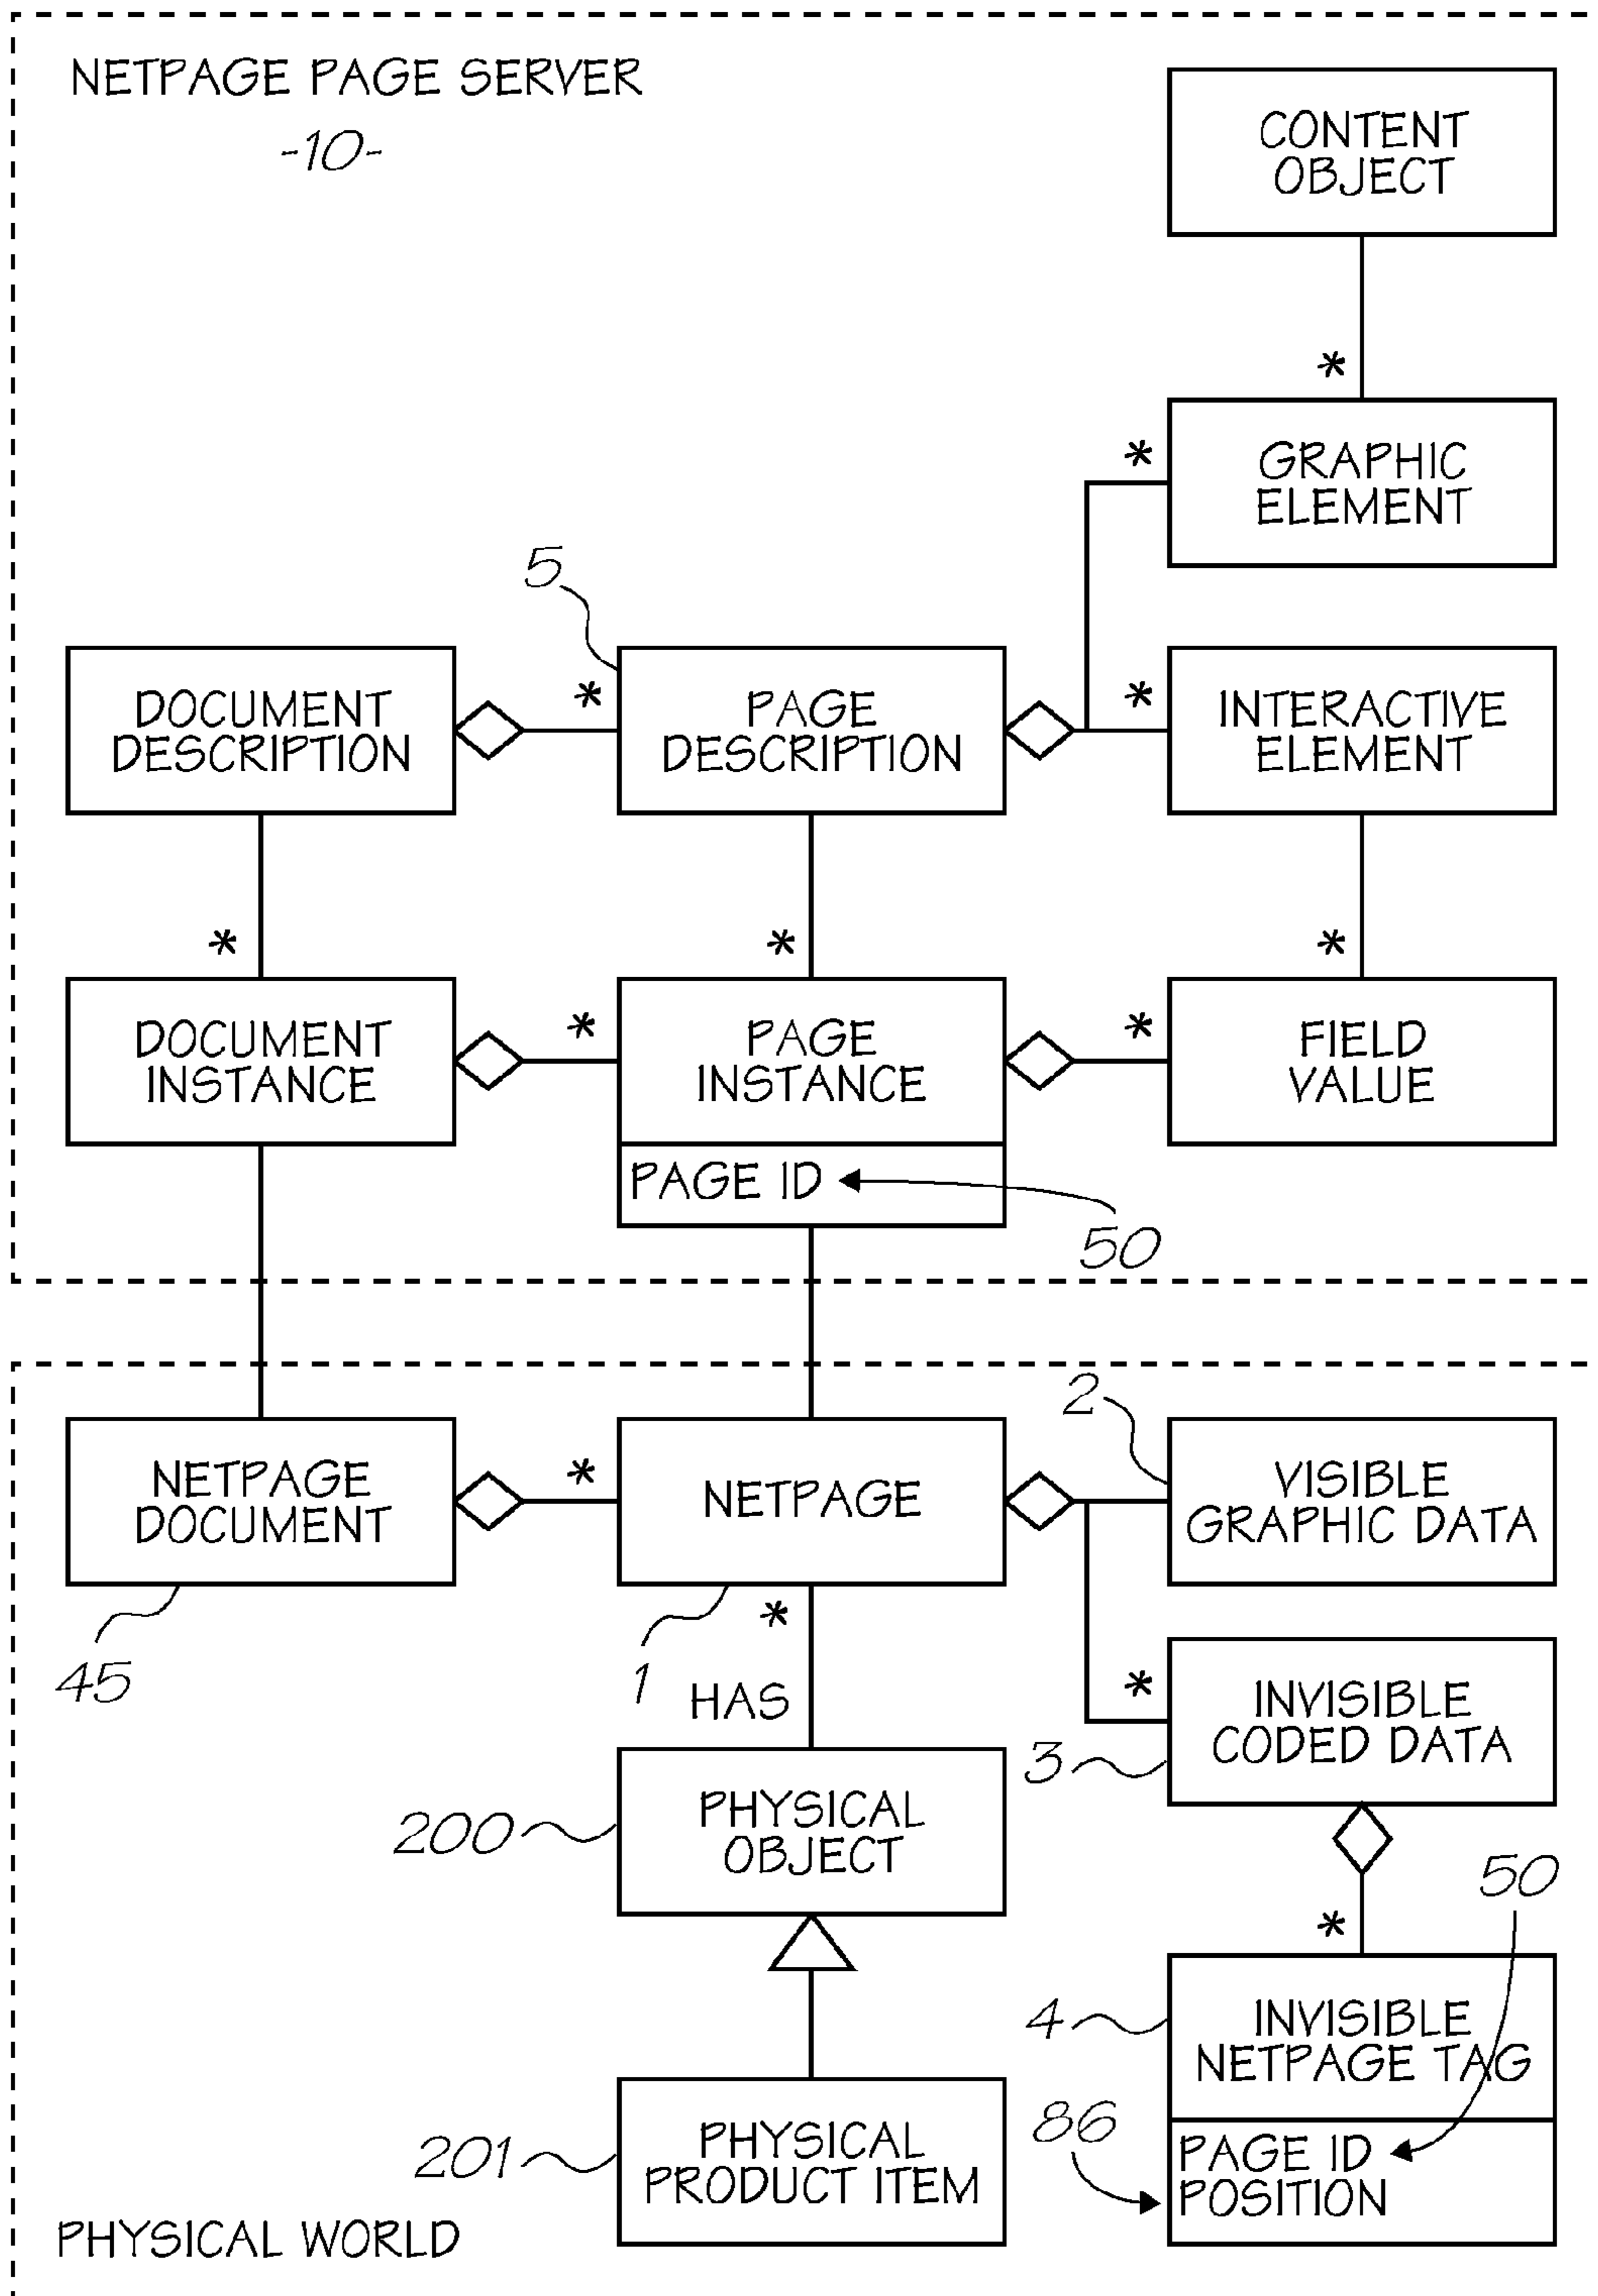 NETPAGE PAGE SERVER
-10-
CONTENT
OBJECT
*
*
GRAPHIC
ELEMENT
5
DOCUMENT
DESCRIPTION
*
PAGE
DESCRIPTION
*
INTERACTIVE
ELEMENT
*
*
*
DOCUMENT
INSTANCE
*
PAGE
INSTANCE
*
FIELD
VALUE
PAGE ID
50
2
NETPAGE
DOCUMENT
*
NETPAGE
VISIBLE
GRAPHIC DATA
45
1
*
HAS
*
INVISIBLE
CODED DATA
3
200
PHYSICAL
OBJECT
50
*
4
INVISIBLE
NETPAGE TAG
86
PAGE ID
POSITION
201
PHYSICAL
PRODUCT ITEM
PHYSICAL WORLD